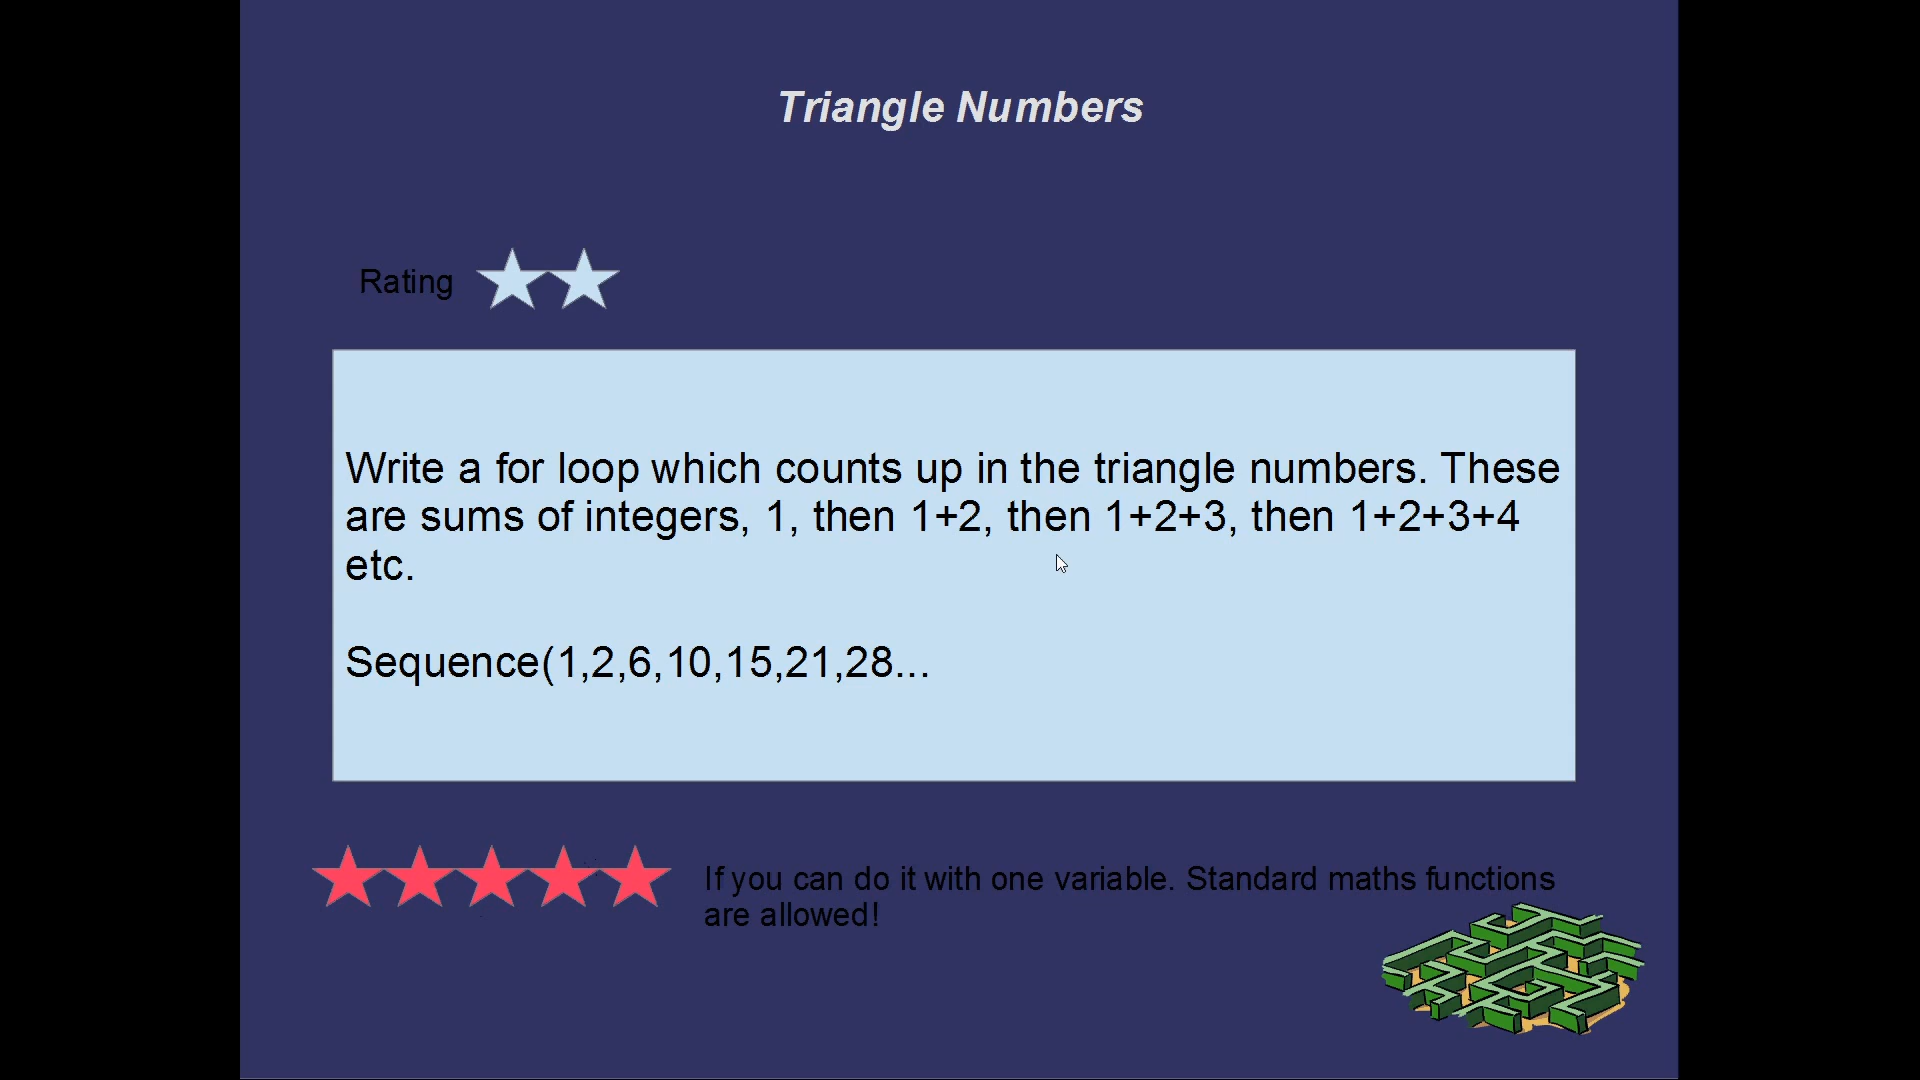 Triangle Numbers
Rating
Write a for loop which counts up in the triangle numbers. These
are sums of integers, 1, then 1+2, then 1+2+3, then 1+2+3+4
etc.
Sequence(1,2,6,10,15,21,28...
If you can do it with one variable. Standard maths functions
are allowed!